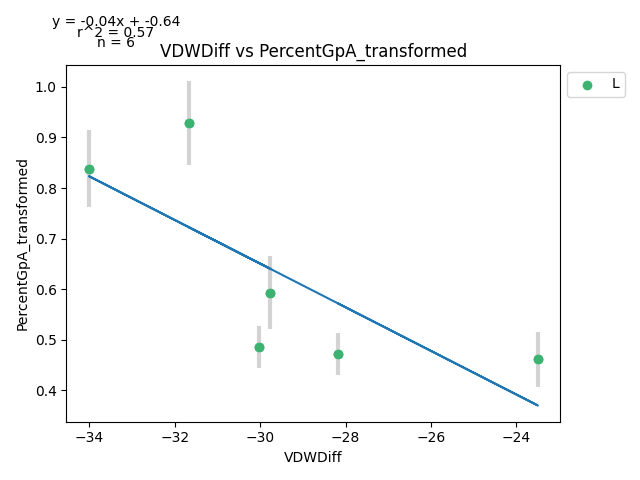 y = -0.04x + -0.64
r^2 = 0.57
n = 6
VDWDiff vs PercentGpA_transformed
L
PercentGpA_transformed
1.0
0.9
0.8
0.7
0.6
0.5
0.4
−34
−32
−30
−28
−26
−24
VDWDiff